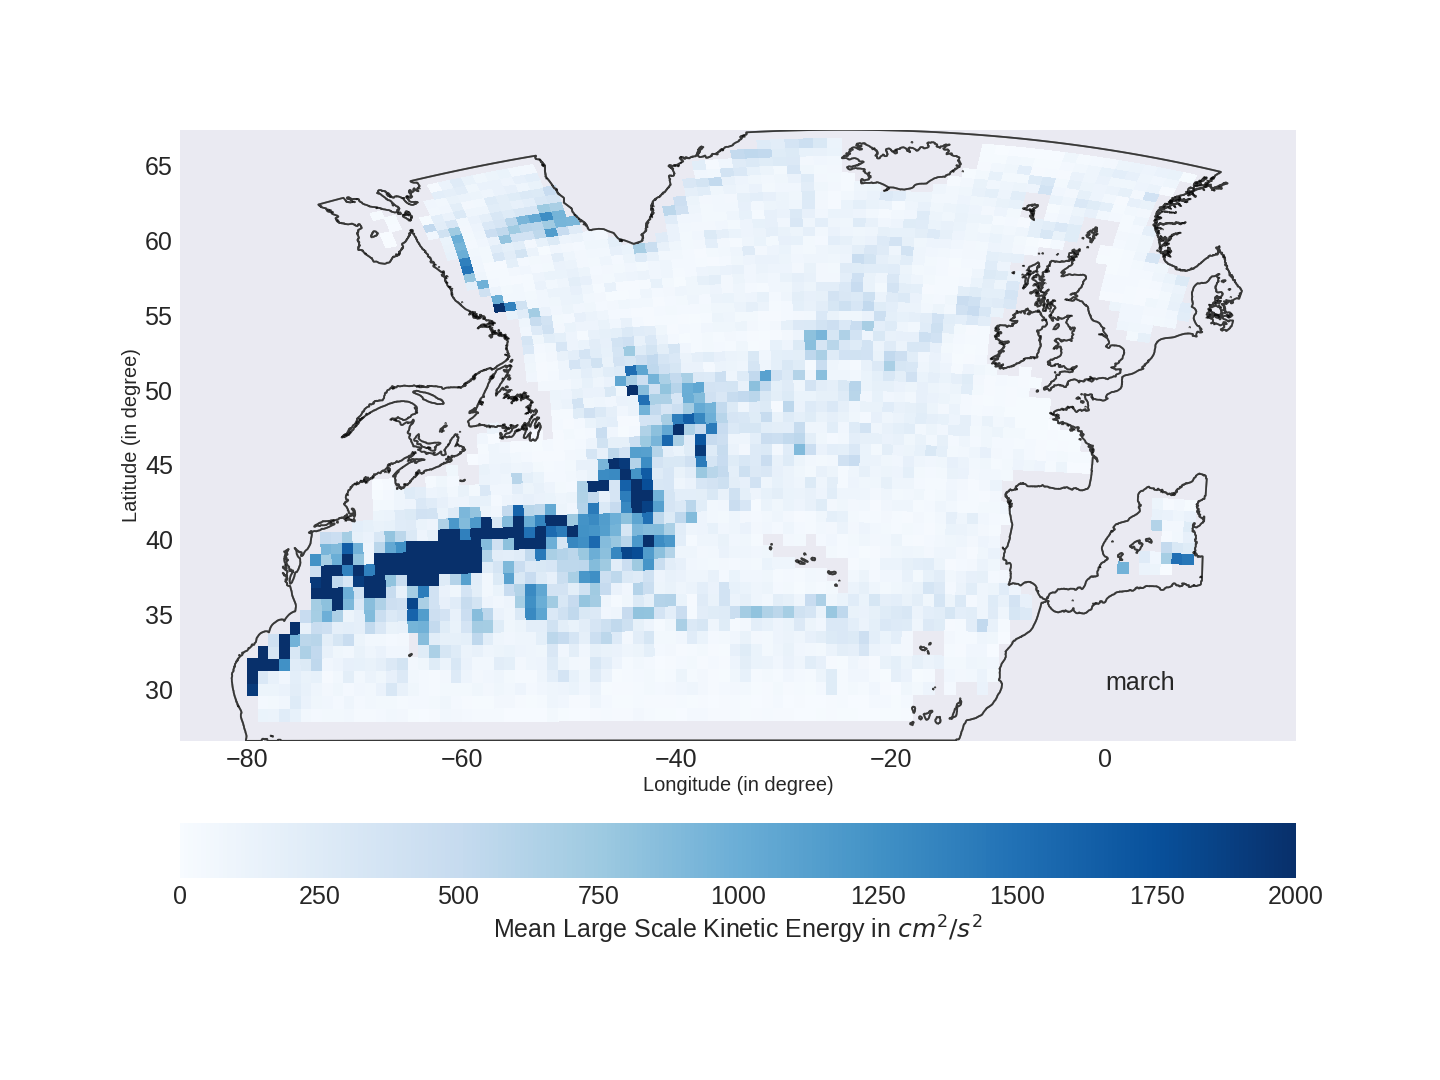 65
60
55
50
45
40
35
30
Latitude (in degree)
march
−80 −60 −40 −20 0
Longitude (in degree)
0 250 500 750 1000 1250 1500 1750 2000
Mean Large Scale Kinetic Energy in cm²/s²